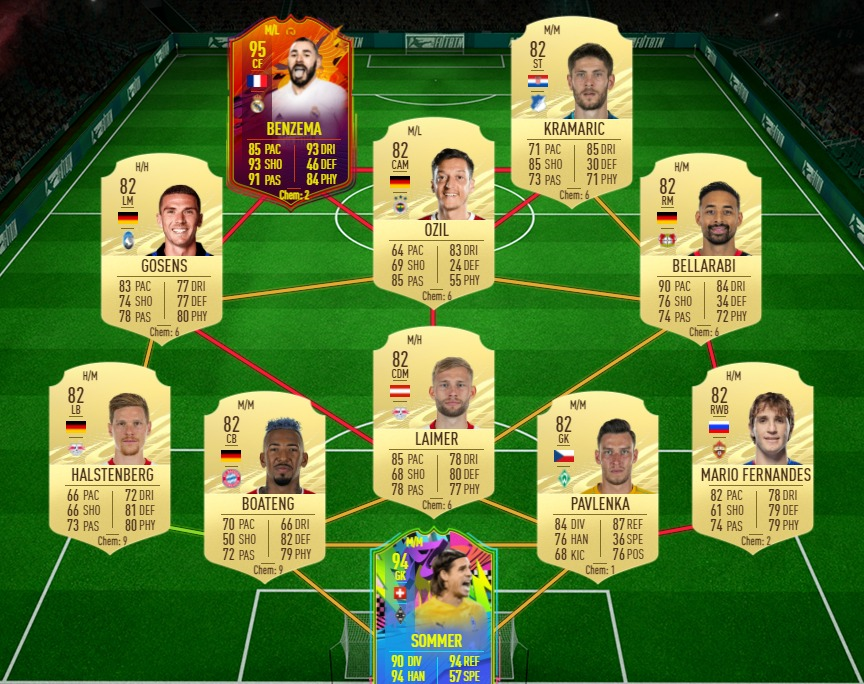 M/L
95
CF
BENZEMA
85 PAC 93 DRI
93 SHO 46 DEF
91 PAS 84 PHY
Chem: 2
M/M
82
ST
KRAMARIC
71 PAC 85 DRI
85 SHO 30 DEF
73 PAS 71 PHY
Chem: 6
M/L
82
CAM
OZIL
64 PAC 83 DRI
69 SHO 24 DEF
85 PAS 55 PHY
Chem: 6
H/H
82
LM
GOSENS
83 PAC 77 DRI
74 SHO 77 DEF
78 PAS 80 PHY
Chem: 6
H/M
82
RM
BELLARABI
90 PAC 84 DRI
76 SHO 34 DEF
74 PAS 72 PHY
Chem: 6
M/H
82
CDM
LAIMER
85 PAC 78 DRI
68 SHO 80 DEF
78 PAS 77 PHY
Chem: 6
H/M
82
LB
HALSTENBERG
66 PAC 72 DRI
66 SHO 81 DEF
73 PAS 80 PHY
Chem: 9
M/M
82
CB
BOATENG
70 PAC 66 DRI
50 SHO 82 DEF
72 PAS 79 PHY
Chem: 9
M/M
82
GK
PAVLENKA
84 DIV 87 REF
76 HAN 36 SPE
68 KIC 76 POS
Chem: 1
H/M
82
RWB
MARIO FERNANDES
82 PAC 78 DRI
61 SHO 79 DEF
74 PAS 79 PHY
Chem: 2
M/M
94
GK
SOMMER
90 DIV 94 REF
94 HAN 57 SPE